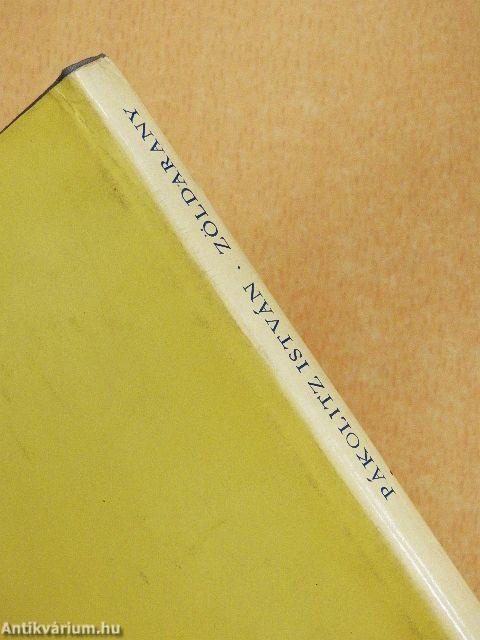 PÁKOLITZ ISTVÁN · ZÖLDARANY
Antikvárium.hu